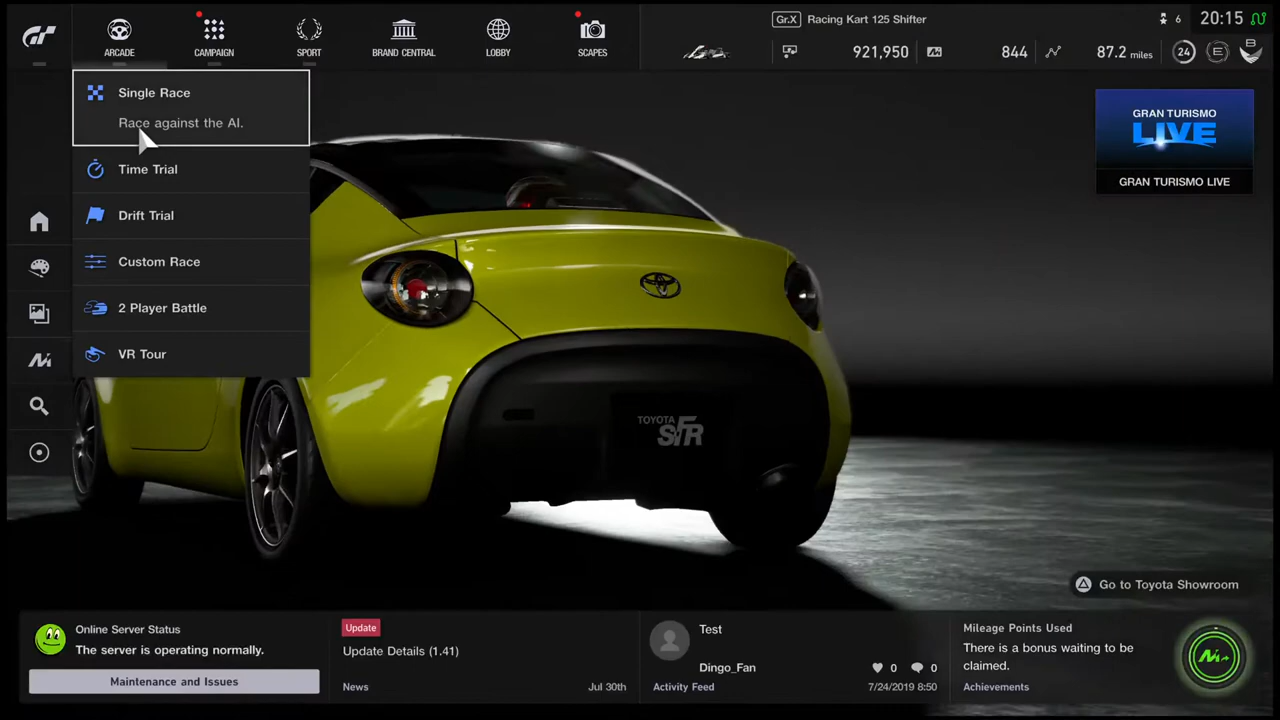 ARCADE
CAMPAIGN
SPORT
BRAND CENTRAL
LOBBY
SCAPES
Gr.X Racing Kart 125 Shifter
6 20:15
921,950 844 87.2 miles 24 E B
Single Race
Race against the AI.
Time Trial
Drift Trial
Custom Race
2 Player Battle
VR Tour
GRAN TURISMO
LIVE
GRAN TURISMO LIVE
TOYOTA
S-FR
Go to Toyota Showroom
Online Server Status
The server is operating normally.
Maintenance and Issues
Update
Update Details (1.41)
News Jul 30th
Test
Dingo_Fan
0 0
Activity Feed 7/24/2019 8:50
Mileage Points Used
There is a bonus waiting to be
claimed.
Achievements